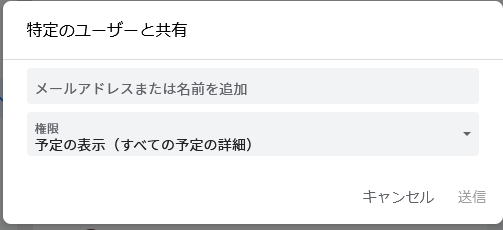 特定のユーザーと共有
メールアドレスまたは名前を追加
権限
予定の表示（すべての予定の詳細）
キャンセル 送信